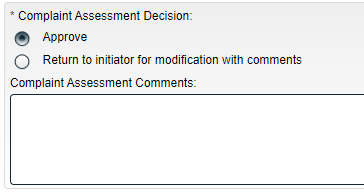 * Complaint Assessment Decision:
Approve
Return to initiator for modification with comments
Complaint Assessment Comments: